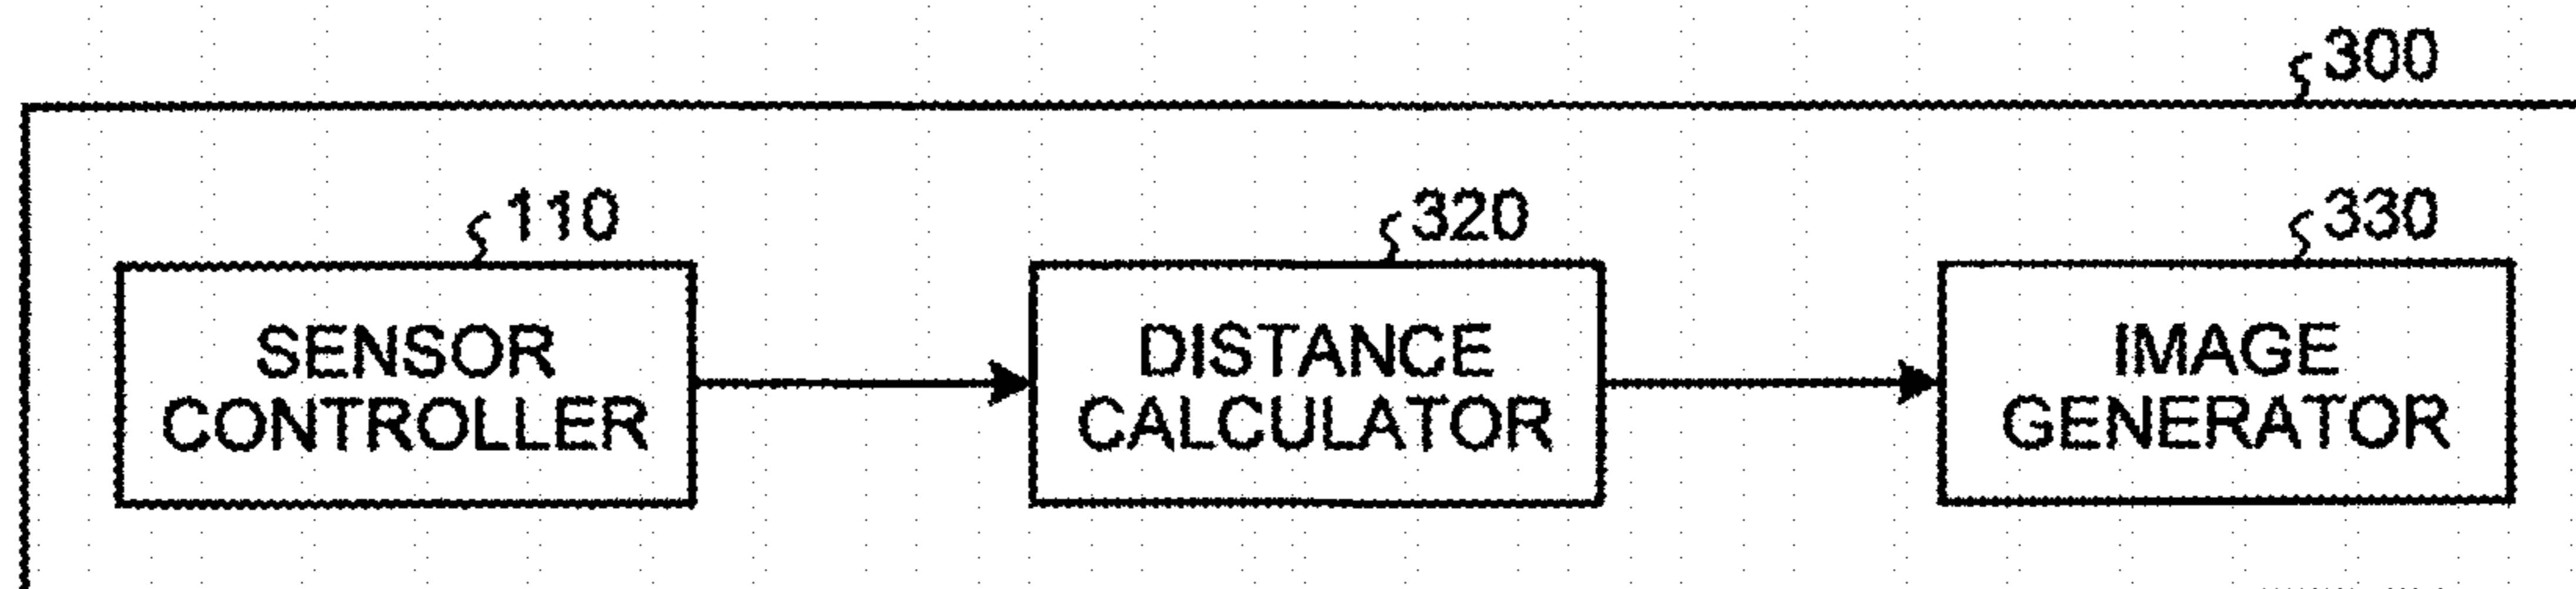 300
110
SENSOR
CONTROLLER
320
DISTANCE
CALCULATOR
330
IMAGE
GENERATOR